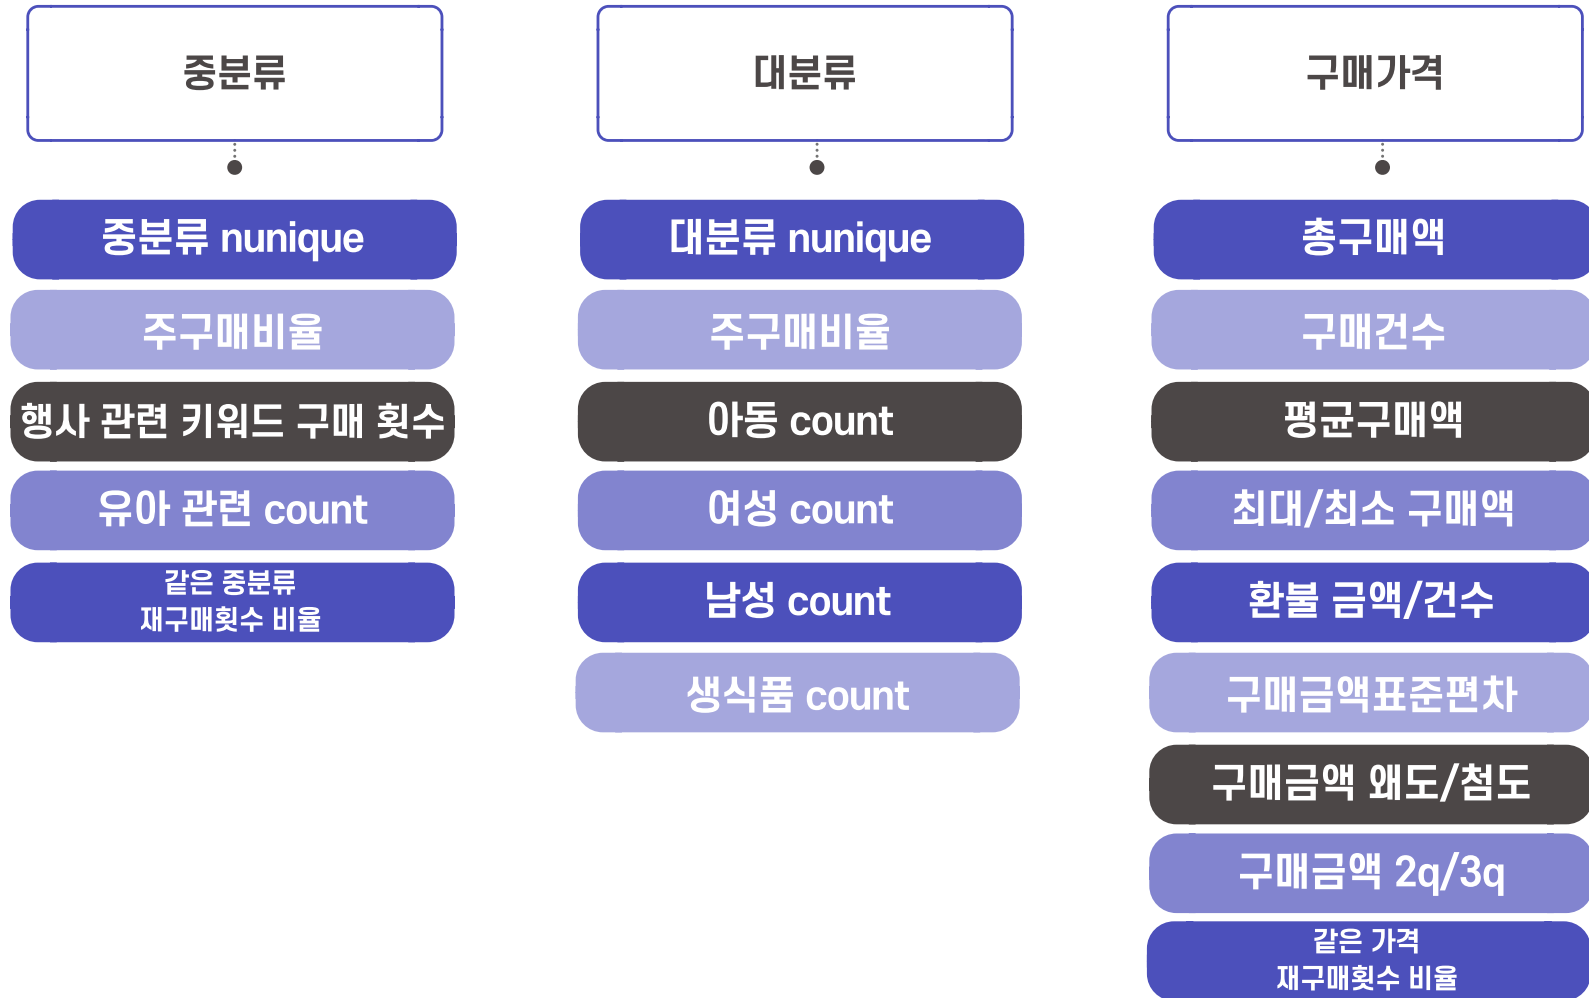 중분류
중분류 nunique
주구매비율
행사 관련 키워드 구매 횟수
유아 관련 count
같은 중분류
재구매횟수 비율
대분류
대분류 nunique
주구매비율
아동 count
여성 count
남성 count
생식품 count
구매가격
총구매액
구매건수
평균구매액
최대/최소 구매액
환불 금액/건수
구매금액표준편차
구매금액 왜도/첨도
구매금액 2q/3q
같은 가격
재구매횟수 비율